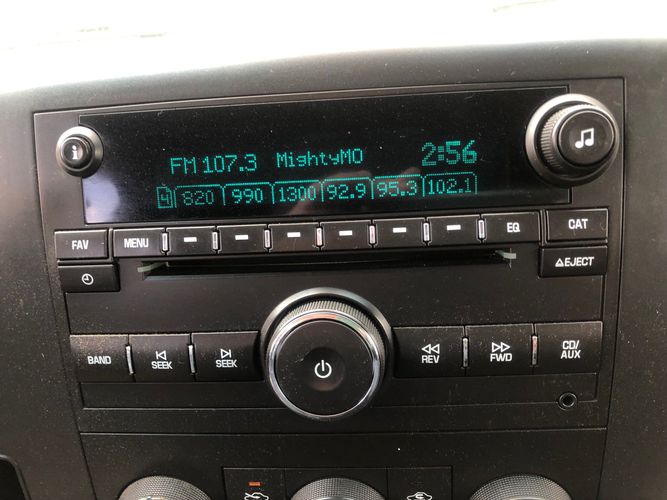 i
FM 107.3 MightyMO 2:56
4 820 990 1300 92.9 95.3 102.1
FAV MENU EQ CAT
EJECT
BAND SEEK SEEK REV FWD CD/AUX